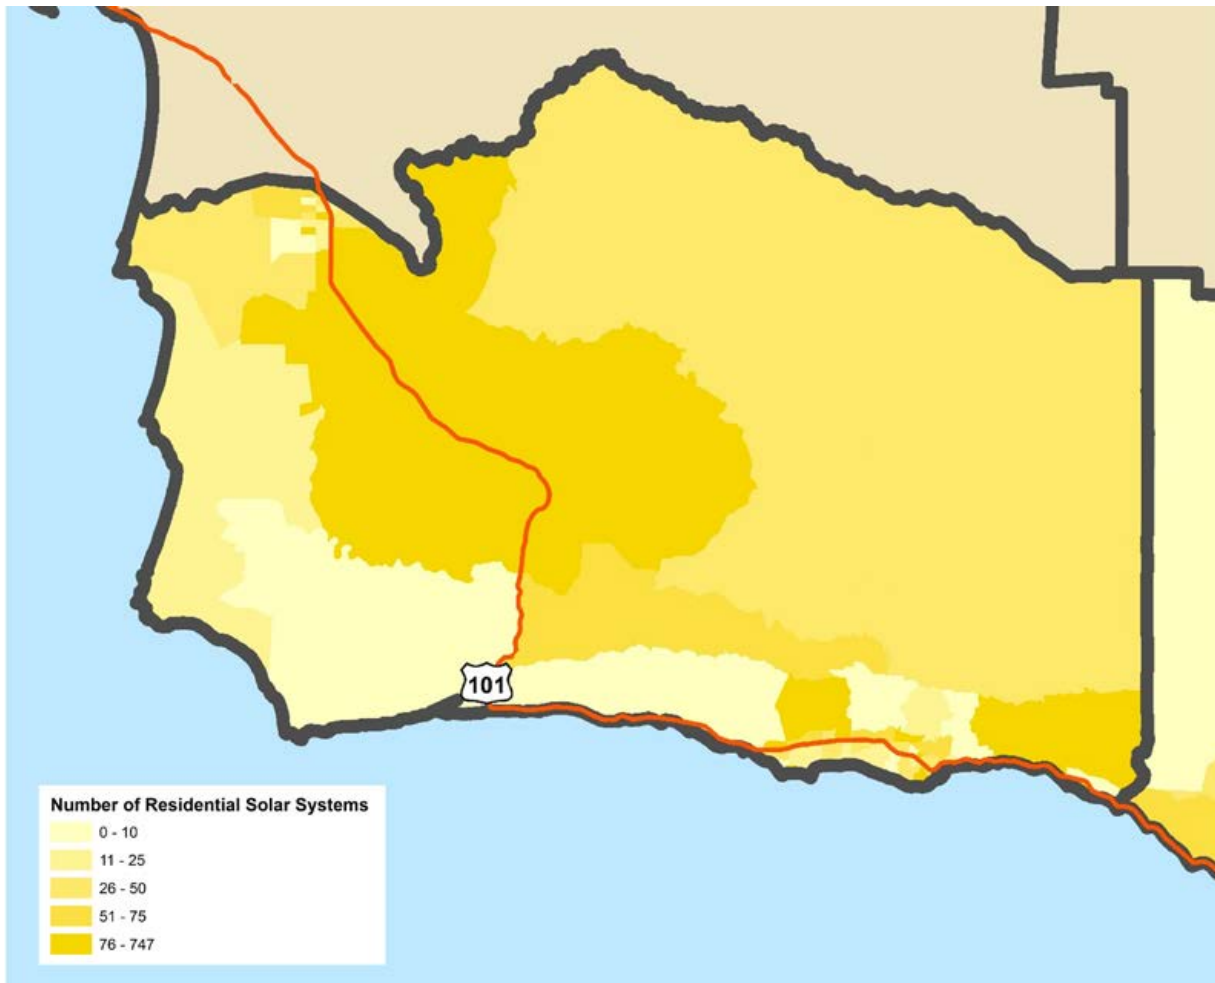 101
Number of Residential Solar Systems
0 - 10
11 - 25
26 - 50
51 - 75
76 - 747